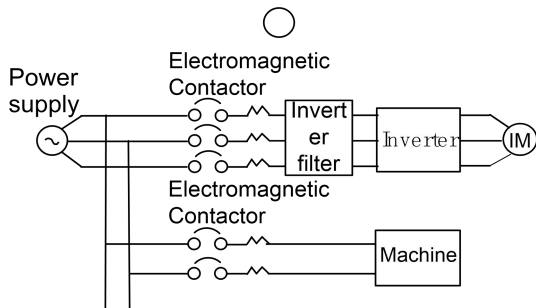 Electromagnetic
Contactor
Power
supply
Invert
er
filter
Inverter
IM
Electromagnetic
Contactor
Machine